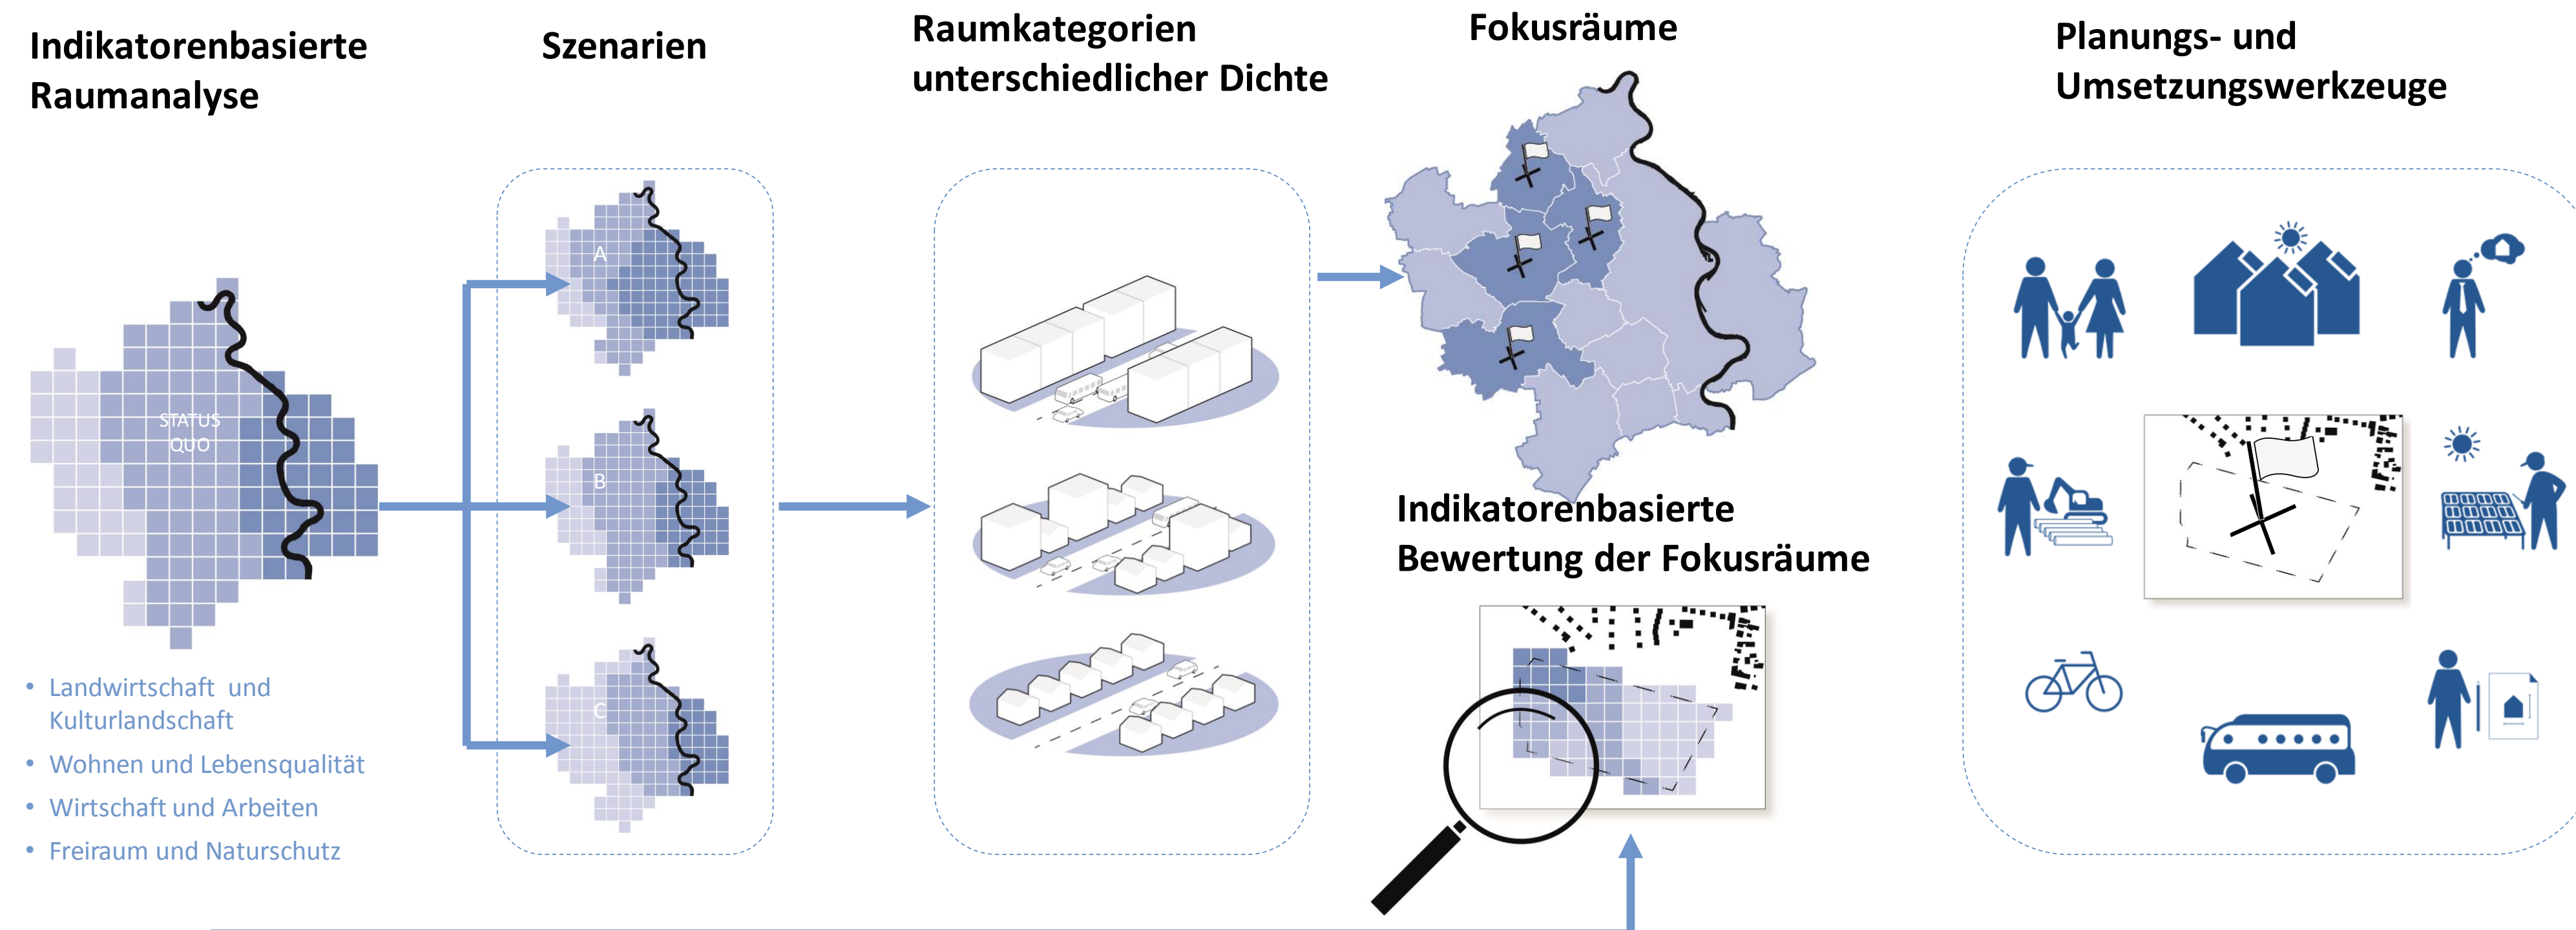 Indikatorenbasierte
Raumanalyse
Szenarien
Raumkategorien
unterschiedlicher Dichte
Fokusräume
Planungs- und
Umsetzungswerkzeuge
STATUS
QUO
A
B
C
Indikatorenbasierte
Bewertung der Fokusräume
• Landwirtschaft und
Kulturlandschaft
• Wohnen und Lebensqualität
• Wirtschaft und Arbeiten
• Freiraum und Naturschutz